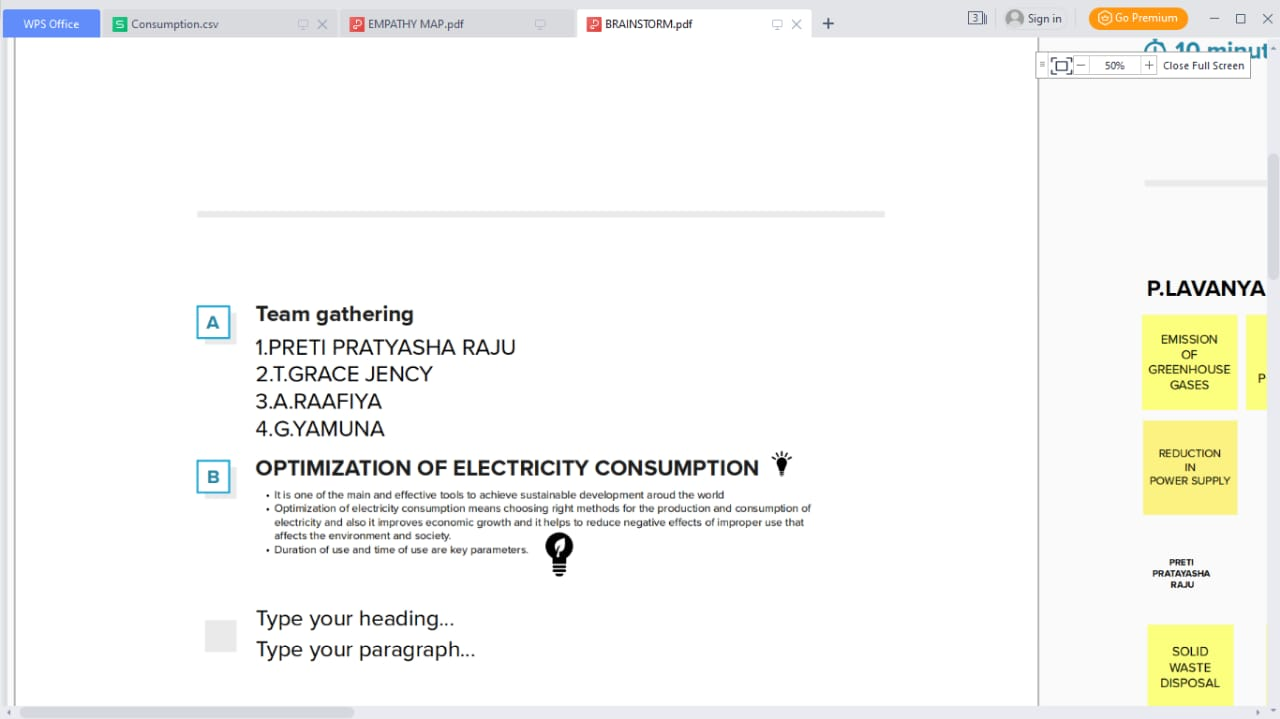 WPS Office
Consumption.csv
EMPATHY MAP.pdf
BRAINSTORM.pdf
3
Sign in
Go Premium
50%
Close Full Screen
Team gathering
A
1.PRETI PRATYASHA RAJU
2.T.GRACE JENCY
3.A.RAAFIYA
4.G.YAMUNA
B
OPTIMIZATION OF ELECTRICITY CONSUMPTION
• It is one of the main and effective tools to achieve sustainable development aroud the world
• Optimization of electricity consumption means choosing right methods for the production and consumption of
electricity and also it improves economic growth and it helps to reduce negative effects of improper use that
affects the environment and society.
• Duration of use and time of use are key parameters.
Type your heading...
Type your paragraph...
P.LAVANYA
EMISSION
OF
GREENHOUSE
GASES
P
REDUCTION
IN
POWER SUPPLY
PRETI
PRATAYASHA
RAJU
SOLID
WASTE
DISPOSAL